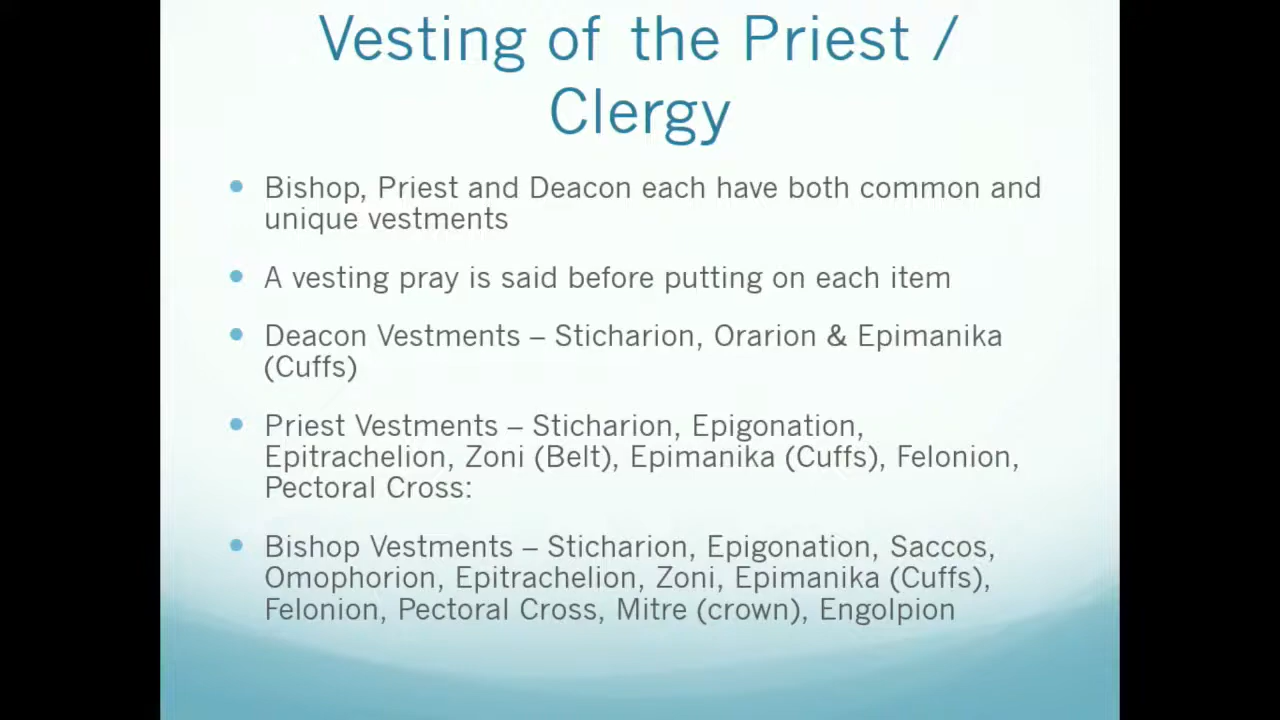 Vesting of the Priest /
Clergy
• Bishop, Priest and Deacon each have both common and
unique vestments
• A vesting pray is said before putting on each item
• Deacon Vestments – Sticharion, Orarion & Epimanika
(Cuffs)
• Priest Vestments – Sticharion, Epigonation,
Epitrachelion, Zoni (Belt), Epimanika (Cuffs), Felonion,
Pectoral Cross:
• Bishop Vestments – Sticharion, Epigonation, Saccos,
Omophorion, Epitrachelion, Zoni, Epimanika (Cuffs),
Felonion, Pectoral Cross, Mitre (crown), Engolpion